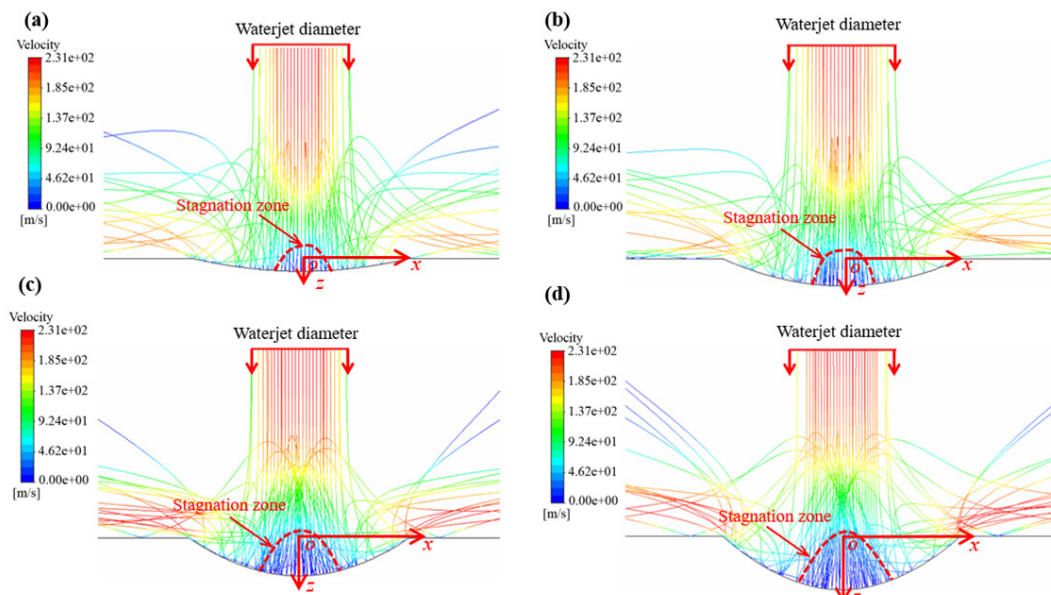 (a)
Waterjet diameter
Velocity
2.31e+02
1.85e+02
1.37e+02
9.24e+01
4.62e+01
0.00e+00
[m/s]
Stagnation zone
o
x
z
(b)
Waterjet diameter
Velocity
2.31e+02
1.85e+02
1.37e+02
9.24e+01
4.62e+01
0.00e+00
[m/s]
Stagnation zone
o
x
z
(c)
Waterjet diameter
Velocity
2.31e+02
1.85e+02
1.37e+02
9.24e+01
4.62e+01
0.00e+00
[m/s]
Stagnation zone
o
x
z
(d)
Waterjet diameter
Velocity
2.31e+02
1.85e+02
1.37e+02
9.24e+01
4.62e+01
0.00e+00
[m/s]
Stagnation zone
o
x
z